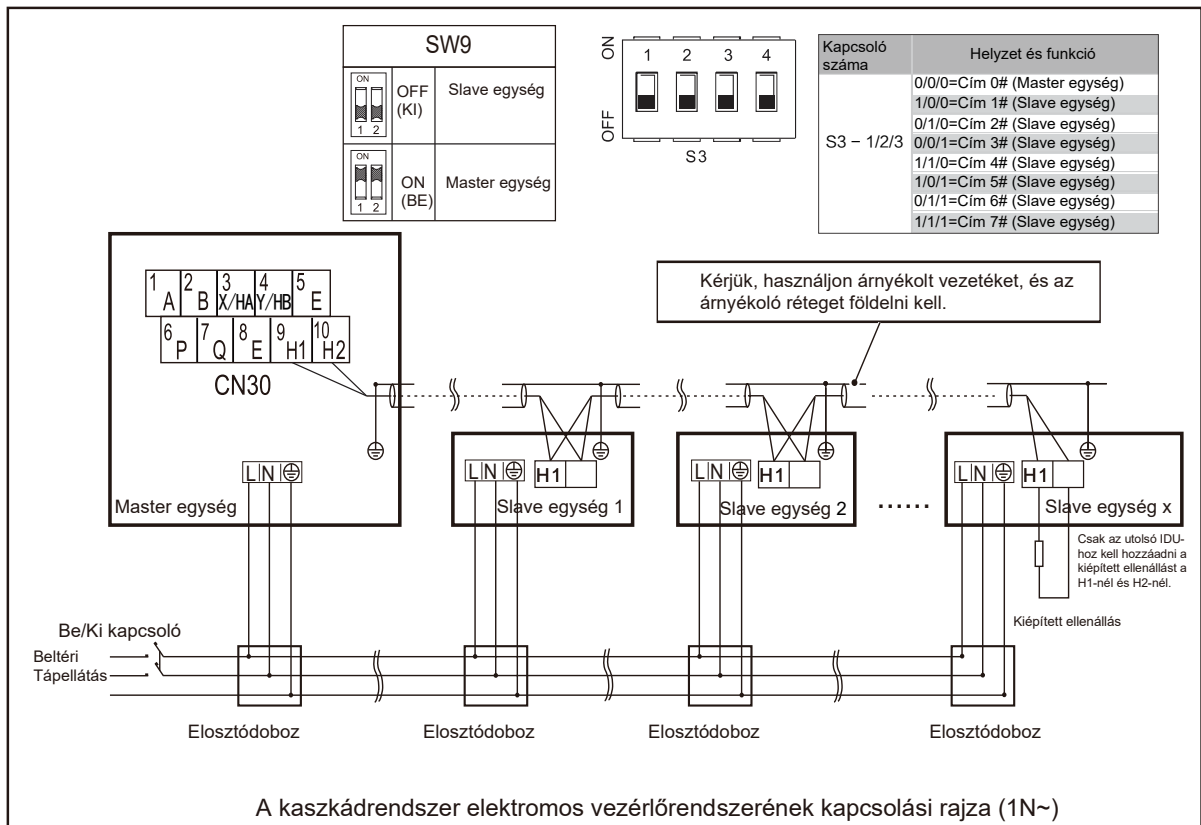 SW9
ON
1 2
OFF
(KI)
Slave egység
ON
1 2
ON
(BE)
Master egység
ON
OFF
1 2 3 4
S3
Kapcsoló
száma
Helyzet és funkció
S3 − 1/2/3
0/0/0=Cím 0# (Master egység)
1/0/0=Cím 1# (Slave egység)
0/1/0=Cím 2# (Slave egység)
0/0/1=Cím 3# (Slave egység)
1/1/0=Cím 4# (Slave egység)
1/0/1=Cím 5# (Slave egység)
0/1/1=Cím 6# (Slave egység)
1/1/1=Cím 7# (Slave egység)
1 A 2 B 3 X/HA 4 Y/HB 5 E
6 P 7 Q 8 E 9 H1 10 H2
CN30
L N
Master egység
Kérjük, használjon árnyékolt vezetéket, és az
árnyékoló réteget földelni kell.
L N
H1
Slave egység 1
L N
H1
Slave egység 2
......
L N
H1
Slave egység x
Csak az utolsó IDU-
hoz kell hozzáadni a
kiépített ellenállást a
H1-nél és H2-nél.
Kiépített ellenállás
Be/Ki kapcsoló
Beltéri
Tápellátás
Elosztódoboz
Elosztódoboz
Elosztódoboz
Elosztódoboz
A kaszkádrendszer elektromos vezérlőrendszerének kapcsolási rajza (1N~)